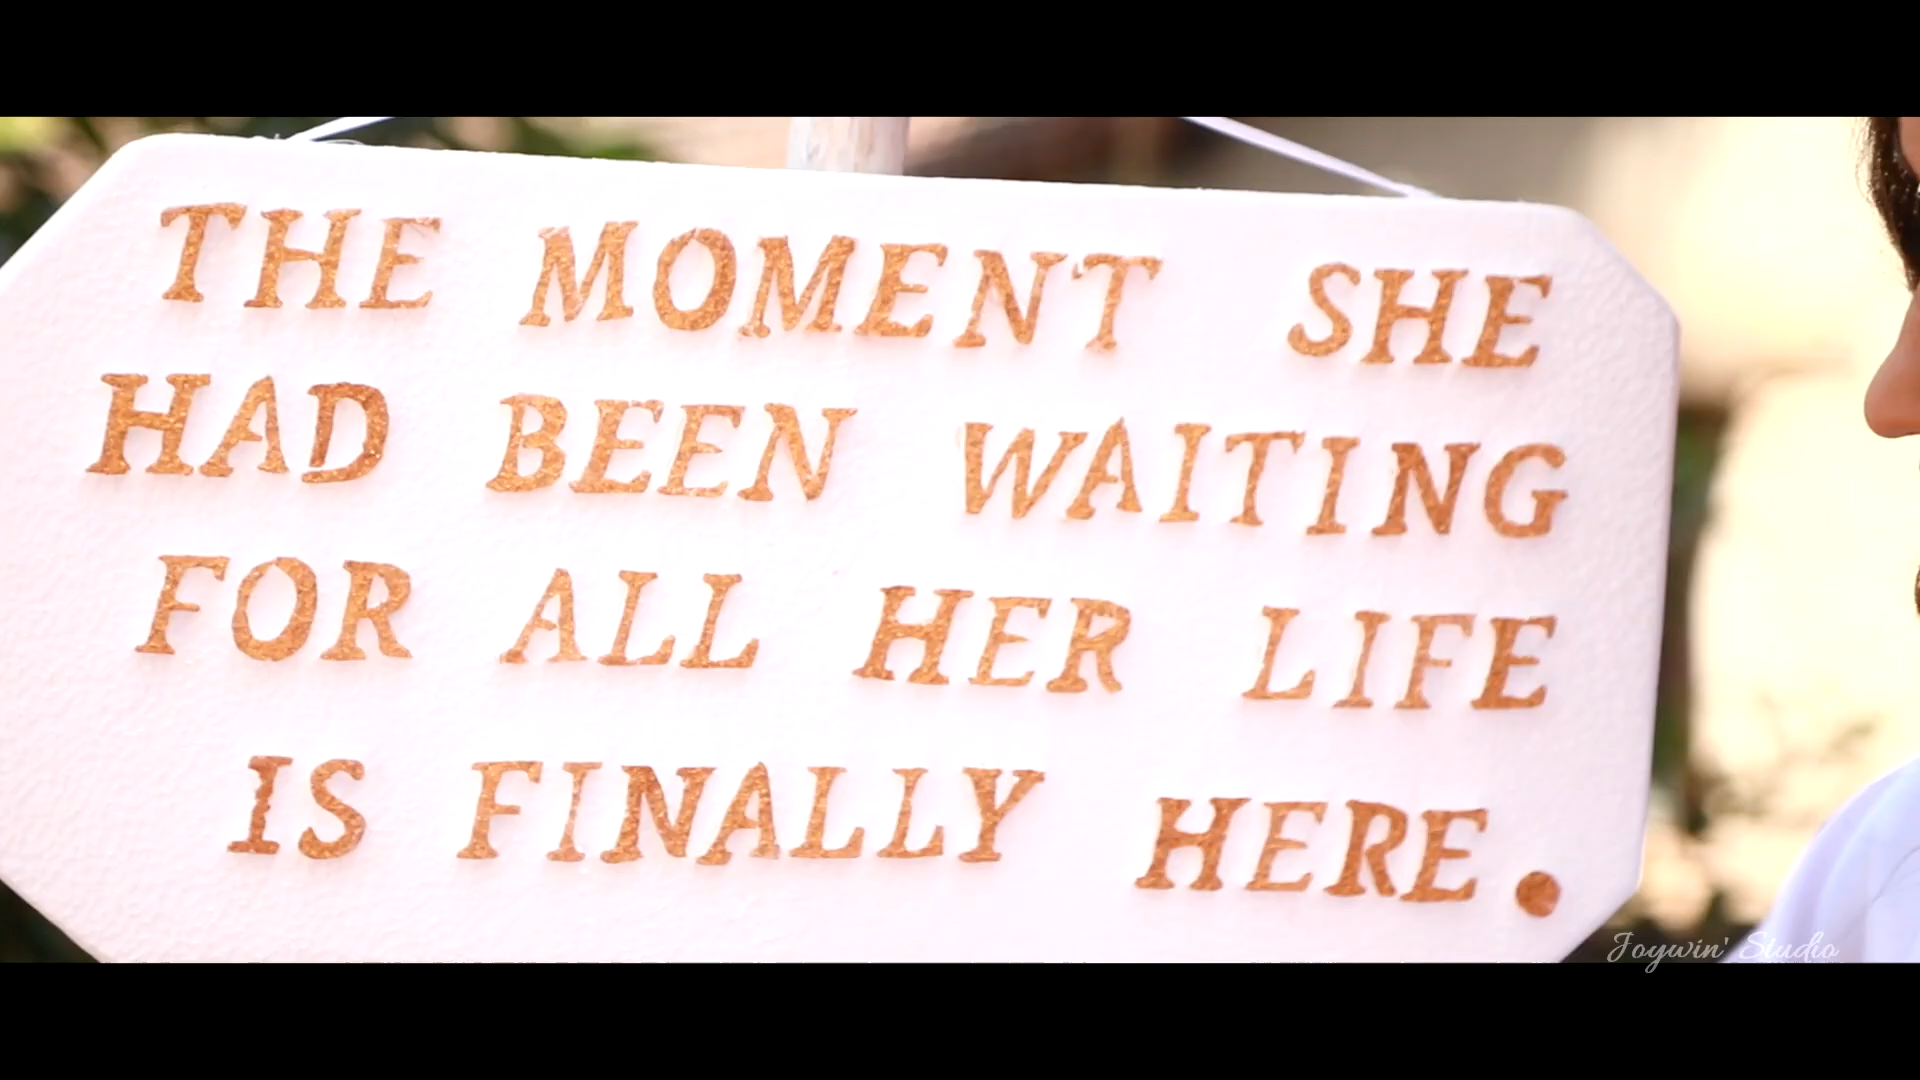 THE MOMENT SHE
HAD BEEN WAITING
FOR ALL HER LIFE
IS FINALLY HERE.
Joywin' Studio